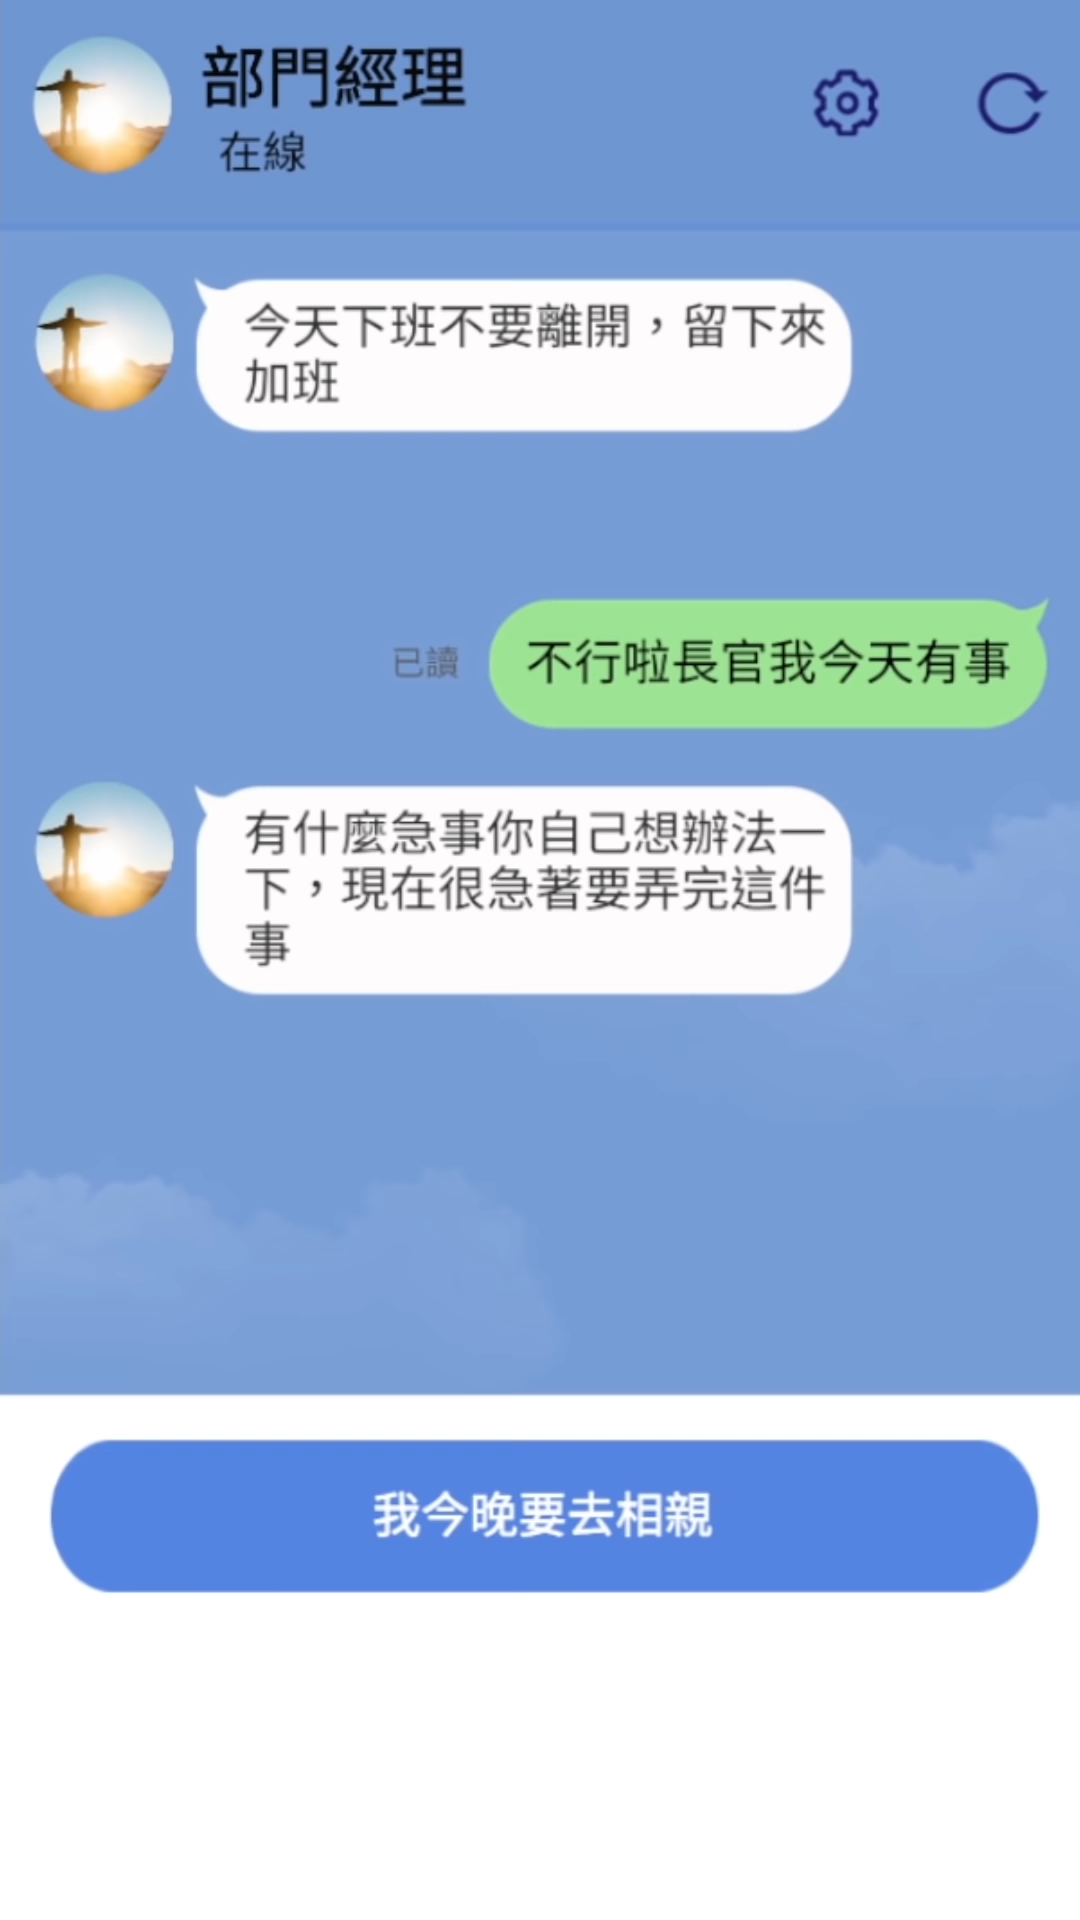 部門經理
在線
今天下班不要離開，留下來
加班
已讀
不行啦長官我今天有事
有什麼急事你自己想辦法一
下，現在很急著要弄完這件
事
我今晚要去相親